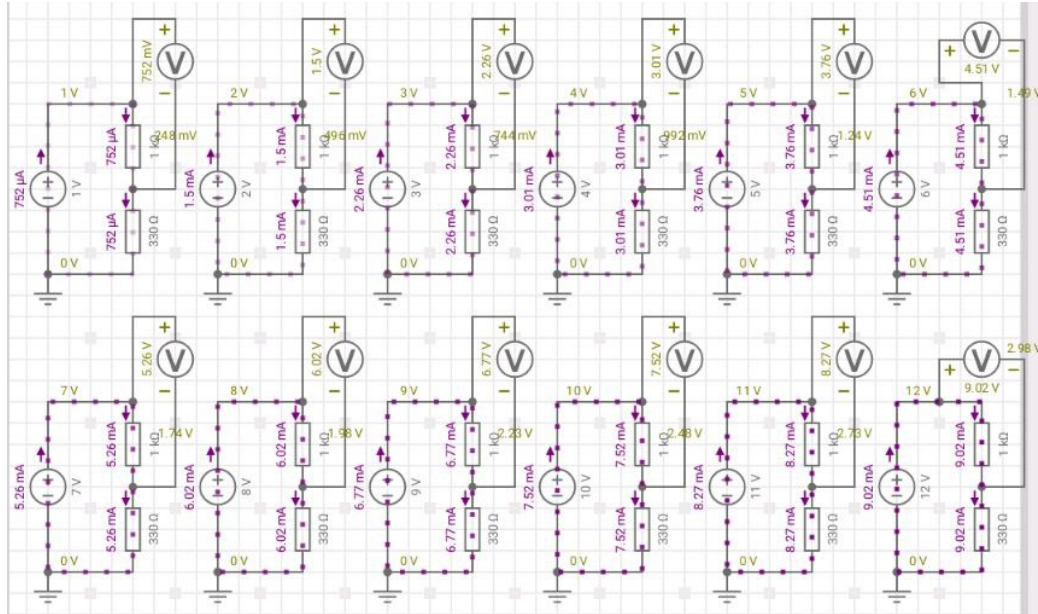 + 752 mV V −
1 V
752 µA 248 mV 1 kΩ
752 µA + − 1 V
752 µA 330 Ω
0 V
+ 1.5 V V −
2 V
1.5 mA 496 mV 1 kΩ
1.5 mA + − 2 V
1.5 mA 330 Ω
0 V
+ 2.26 V V −
3 V
2.26 mA 744 mV 1 kΩ
2.26 mA + − 3 V
2.26 mA 330 Ω
0 V
+ 3.01 V V −
4 V
3.01 mA 992 mV 1 kΩ
3.01 mA + − 4 V
3.01 mA 330 Ω
0 V
+ 3.76 V V −
5 V
3.76 mA 1.24 V 1 kΩ
3.76 mA + − 5 V
3.76 mA 330 Ω
0 V
+ V −
4.51 V
6 V 1.49 V
4.51 mA 1 kΩ
4.51 mA + − 6 V
4.51 mA 330 Ω
0 V
+ 5.26 V V −
7 V
5.26 mA 1.74 V 1 kΩ
5.26 mA + − 7 V
5.26 mA 330 Ω
0 V
+ 6.02 V V −
8 V
6.02 mA 1.98 V 1 kΩ
6.02 mA + − 8 V
6.02 mA 330 Ω
0 V
+ 6.77 V V −
9 V
6.77 mA 2.23 V 1 kΩ
6.77 mA + − 9 V
6.77 mA 330 Ω
0 V
+ 7.52 V V −
10 V
7.52 mA 2.48 V 1 kΩ
7.52 mA + − 10 V
7.52 mA 330 Ω
0 V
+ 8.27 V V −
11 V
8.27 mA 2.73 V 1 kΩ
8.27 mA + − 11 V
8.27 mA 330 Ω
0 V
+ V − 2.98 V
12 V 9.02 V
9.02 mA 1 kΩ
9.02 mA + − 12 V
9.02 mA 330 Ω
0 V